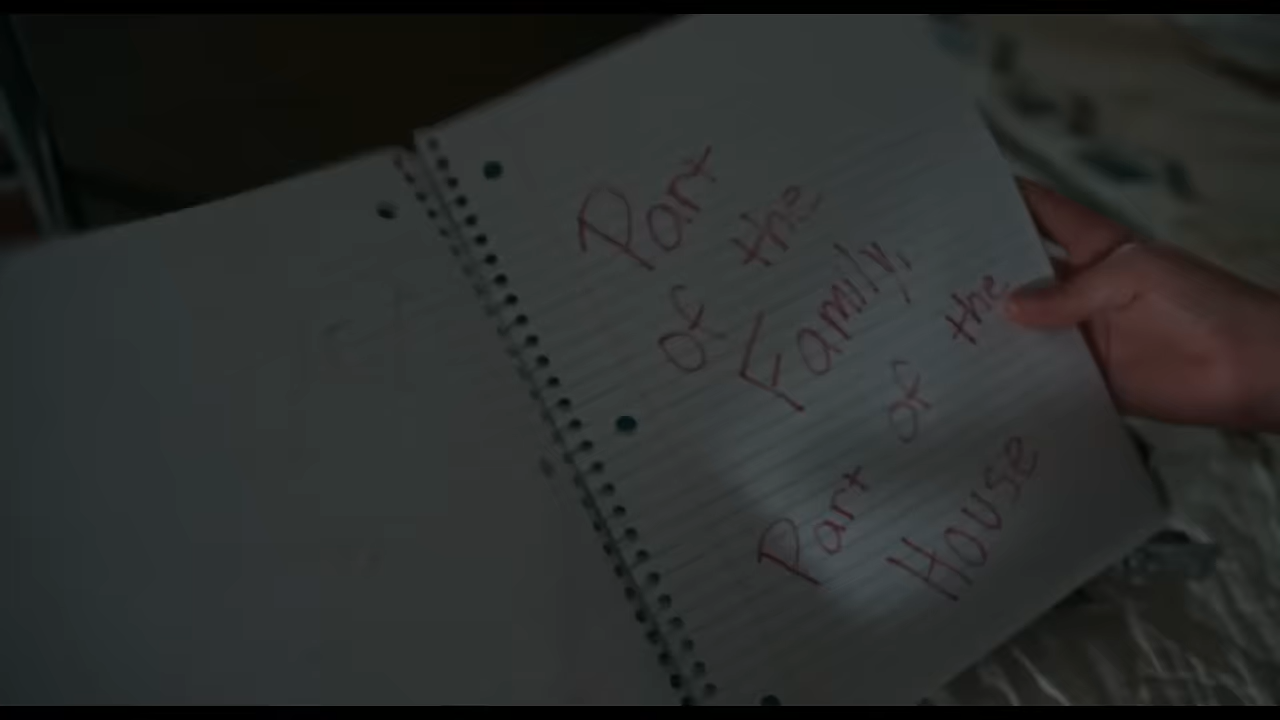 Part
of the
Family,
Part of the
House